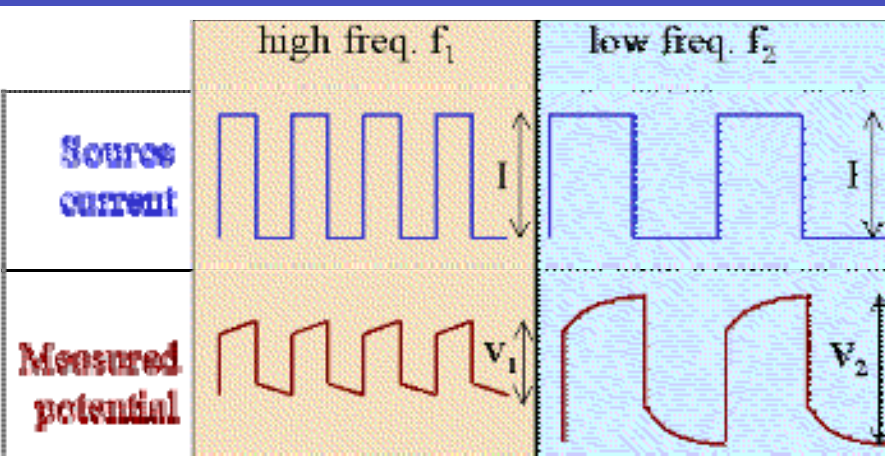 high freq. f₁
low freq. f₂
Source
current
I
I
Measured
potential
V₁
V₂